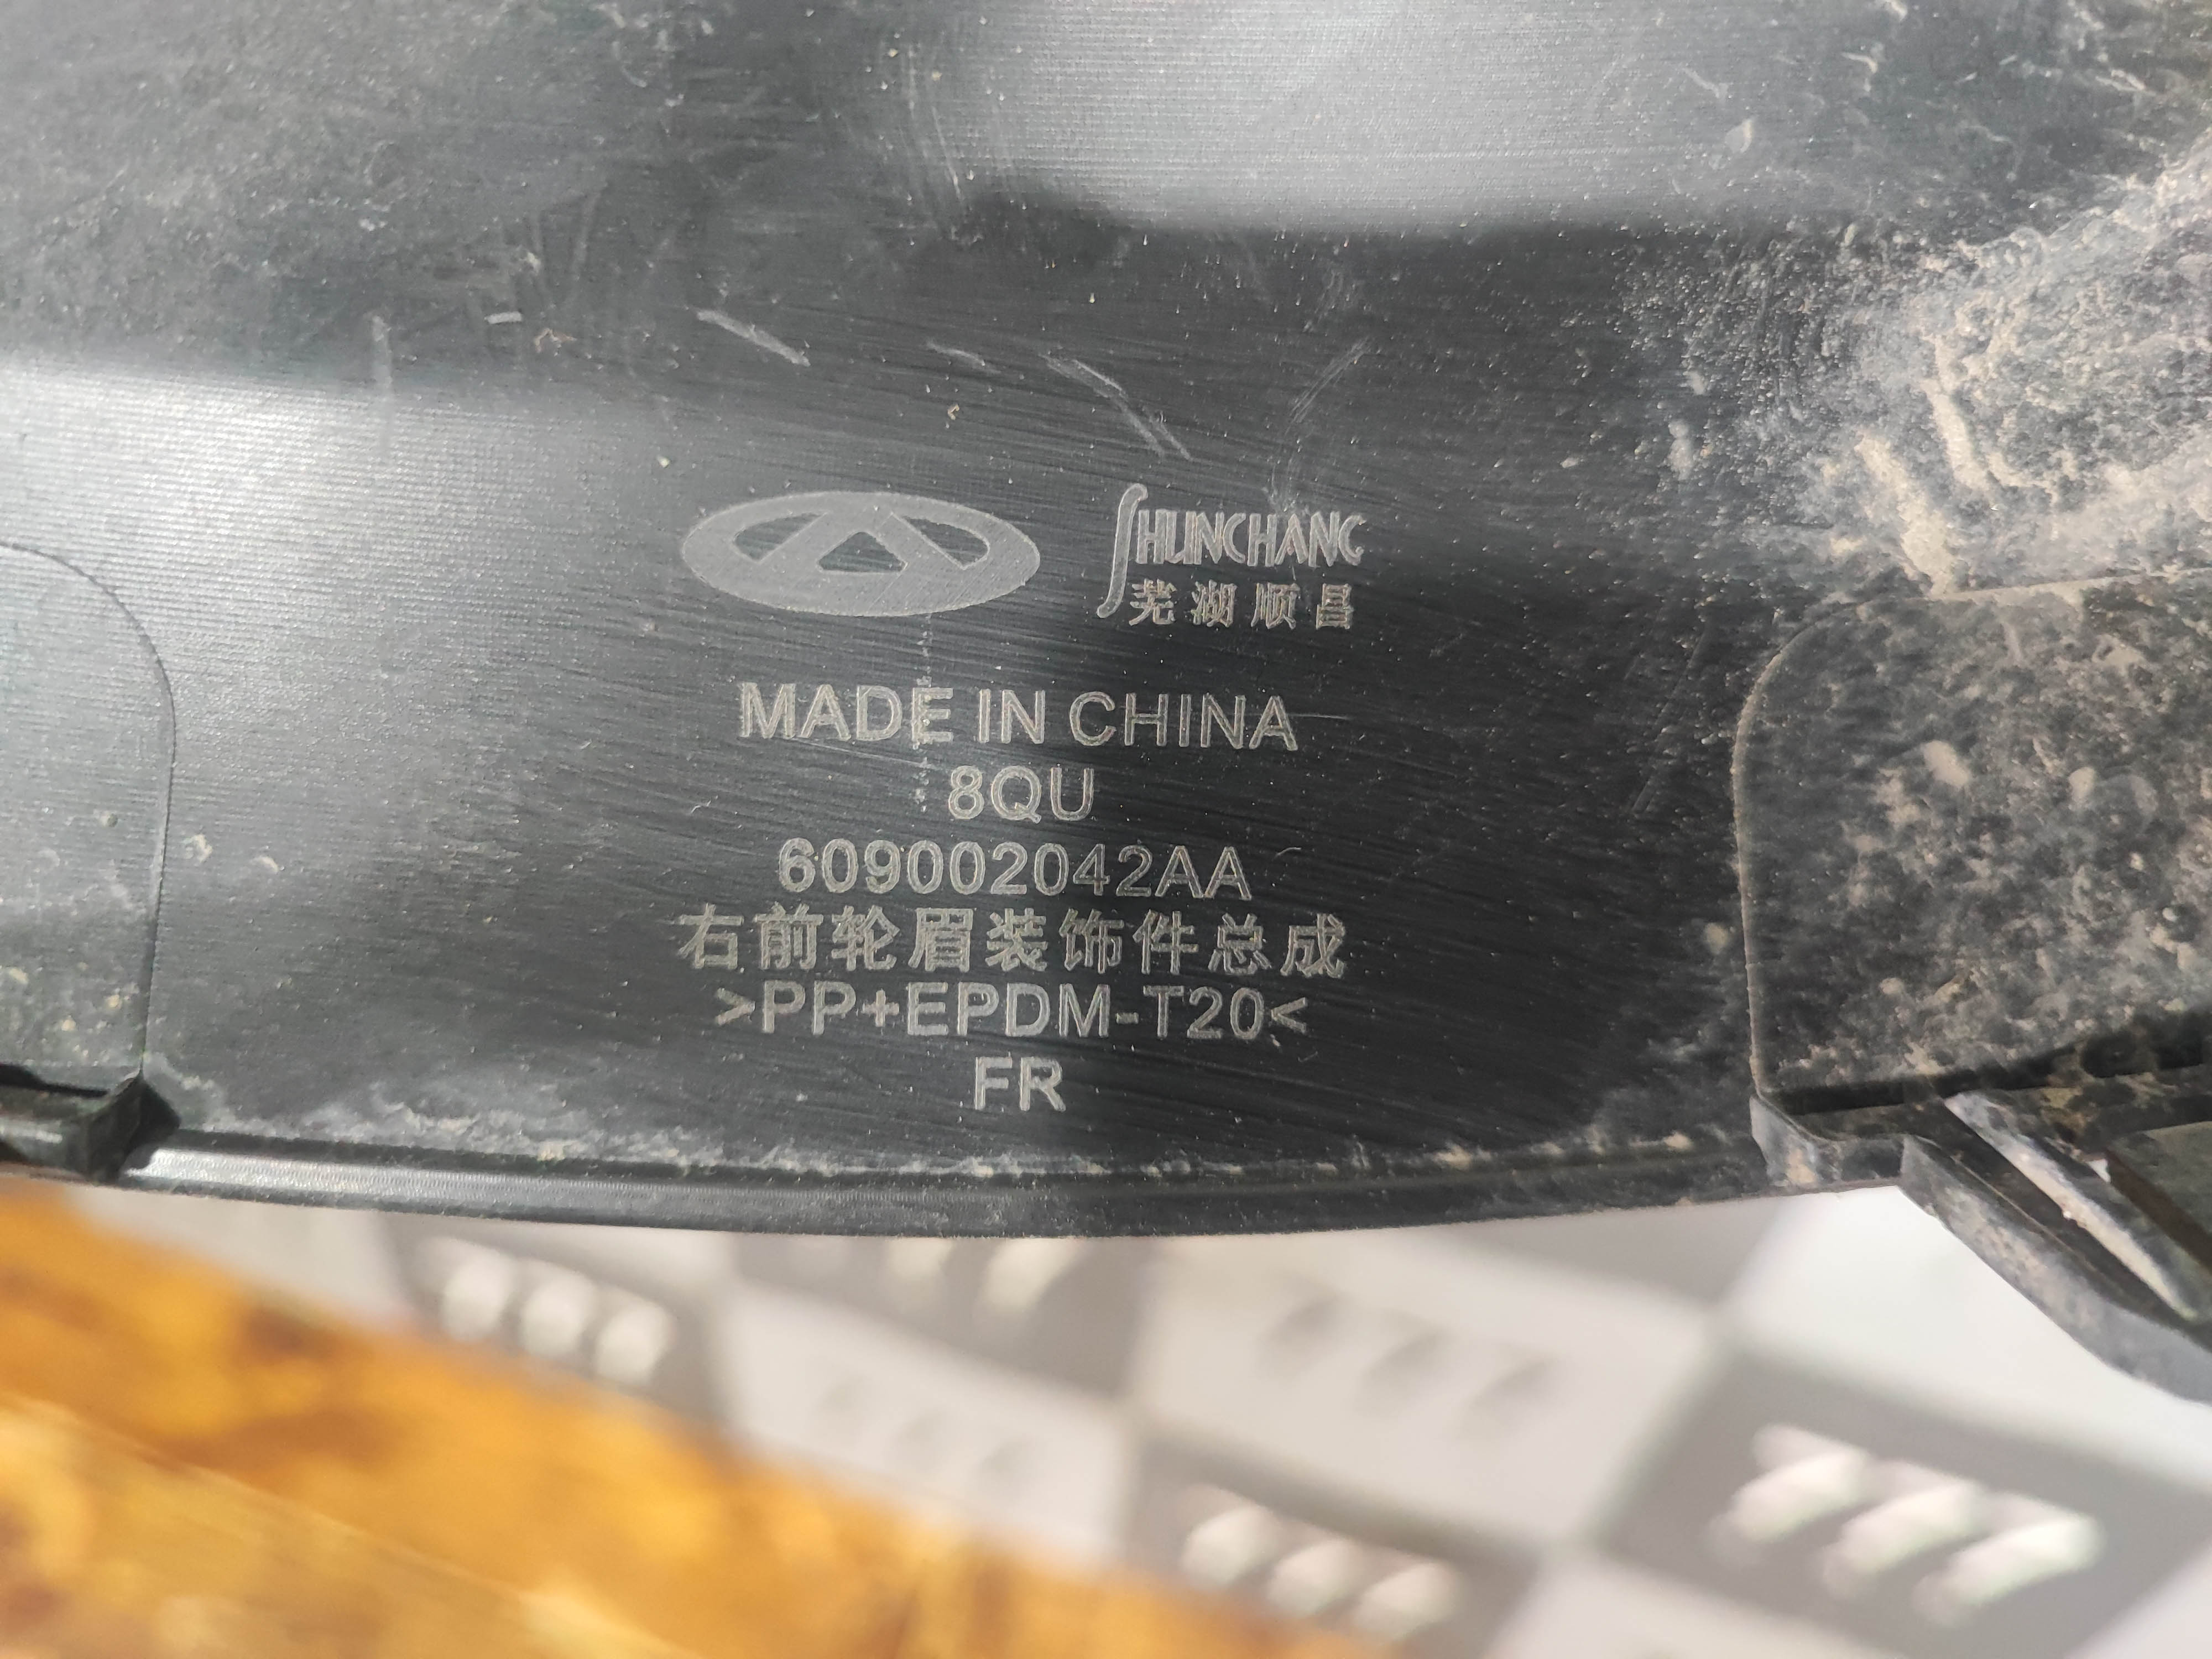 SHUNCHANG
芜湖顺昌
MADE IN CHINA
8QU
609002042AA
右前轮眉装饰件总成
>PP+EPDM-T20<
FR